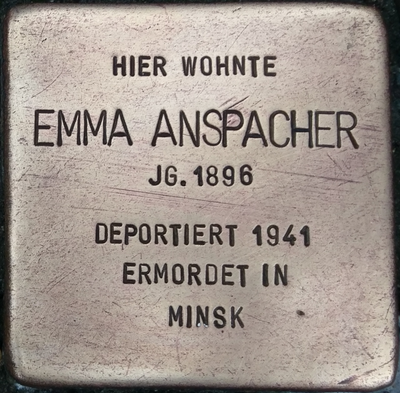 HIER WOHNTE
EMMA ANSPACHER
JG. 1896
DEPORTIERT 1941
ERMORDET IN
MINSK